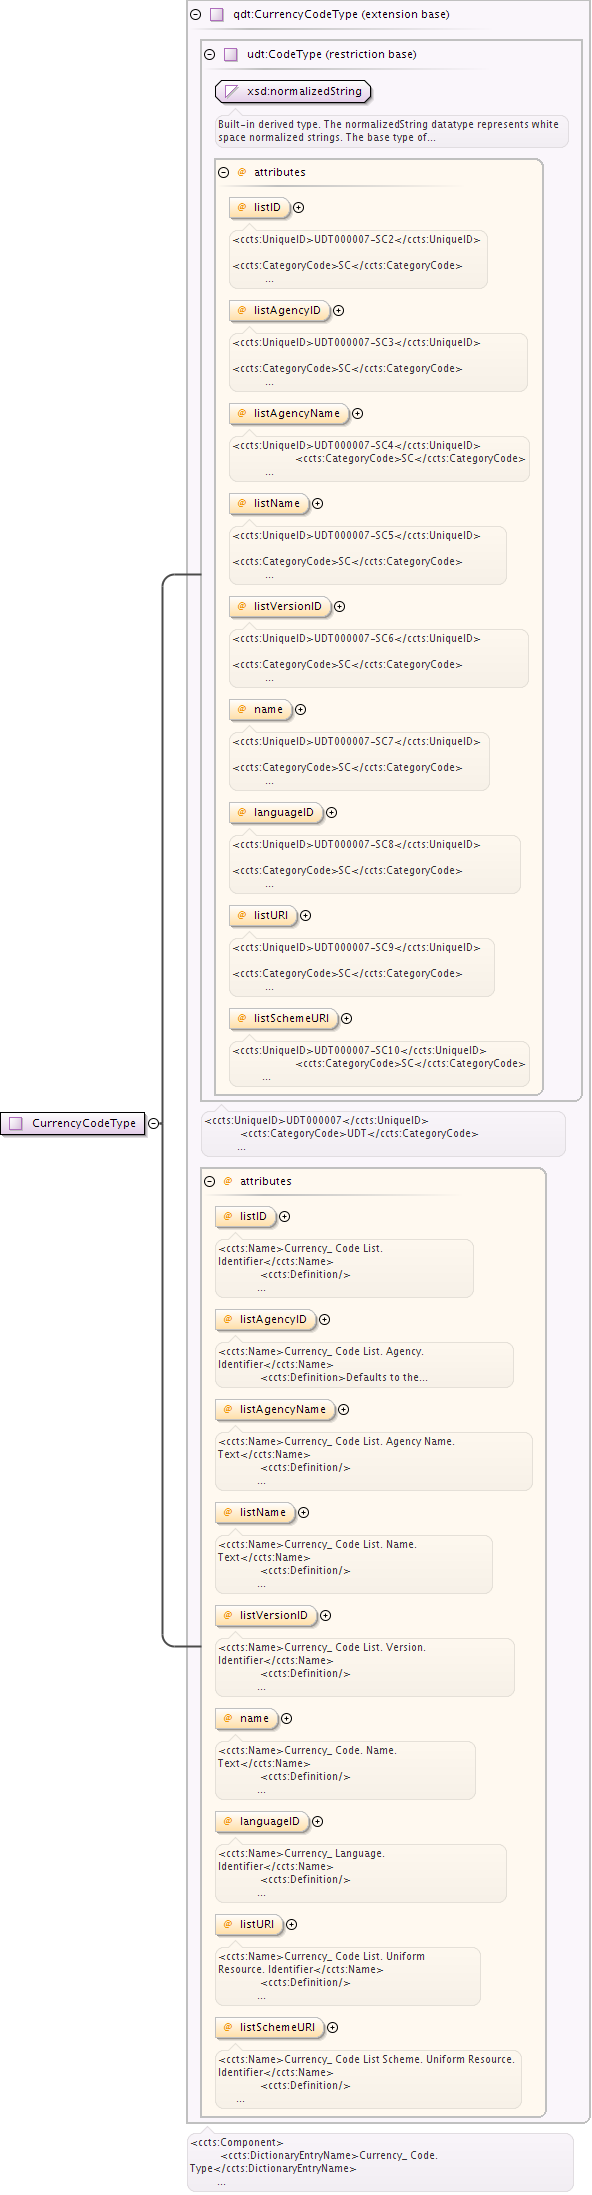 qdt:CurrencyCodeType (extension base)
udt:CodeType (restriction base)
xsd:normalizedString
Built-in derived type. The normalizedString datatype represents white
space normalized strings. The base type of...
@ attributes
@ listID
<ccts:UniqueID>UDT000007-SC2</ccts:UniqueID>
<ccts:CategoryCode>SC</ccts:CategoryCode>
...
@ listAgencyID
<ccts:UniqueID>UDT000007-SC3</ccts:UniqueID>
<ccts:CategoryCode>SC</ccts:CategoryCode>
...
@ listAgencyName
<ccts:UniqueID>UDT000007-SC4</ccts:UniqueID>
<ccts:CategoryCode>SC</ccts:CategoryCode>
...
@ listName
<ccts:UniqueID>UDT000007-SC5</ccts:UniqueID>
<ccts:CategoryCode>SC</ccts:CategoryCode>
...
@ listVersionID
<ccts:UniqueID>UDT000007-SC6</ccts:UniqueID>
<ccts:CategoryCode>SC</ccts:CategoryCode>
...
@ name
<ccts:UniqueID>UDT000007-SC7</ccts:UniqueID>
<ccts:CategoryCode>SC</ccts:CategoryCode>
...
@ languageID
<ccts:UniqueID>UDT000007-SC8</ccts:UniqueID>
<ccts:CategoryCode>SC</ccts:CategoryCode>
...
@ listURI
<ccts:UniqueID>UDT000007-SC9</ccts:UniqueID>
<ccts:CategoryCode>SC</ccts:CategoryCode>
...
@ listSchemeURI
<ccts:UniqueID>UDT000007-SC10</ccts:UniqueID>
<ccts:CategoryCode>SC</ccts:CategoryCode>
...
CurrencyCodeType
<ccts:UniqueID>UDT000007</ccts:UniqueID>
<ccts:CategoryCode>UDT</ccts:CategoryCode>
...
@ attributes
@ listID
<ccts:Name>Currency_ Code List.
Identifier</ccts:Name>
<ccts:Definition/>
...
@ listAgencyID
<ccts:Name>Currency_ Code List. Agency.
Identifier</ccts:Name>
<ccts:Definition>Defaults to the...
@ listAgencyName
<ccts:Name>Currency_ Code List. Agency Name.
Text</ccts:Name>
<ccts:Definition/>
...
@ listName
<ccts:Name>Currency_ Code List. Name.
Text</ccts:Name>
<ccts:Definition/>
...
@ listVersionID
<ccts:Name>Currency_ Code List. Version.
Identifier</ccts:Name>
<ccts:Definition/>
...
@ name
<ccts:Name>Currency_ Code. Name.
Text</ccts:Name>
<ccts:Definition/>
...
@ languageID
<ccts:Name>Currency_ Language.
Identifier</ccts:Name>
<ccts:Definition/>
...
@ listURI
<ccts:Name>Currency_ Code List. Uniform
Resource. Identifier</ccts:Name>
<ccts:Definition/>
...
@ listSchemeURI
<ccts:Name>Currency_ Code List Scheme. Uniform Resource.
Identifier</ccts:Name>
<ccts:Definition/>
...
<ccts:Component>
<ccts:DictionaryEntryName>Currency_ Code.
Type</ccts:DictionaryEntryName>
...